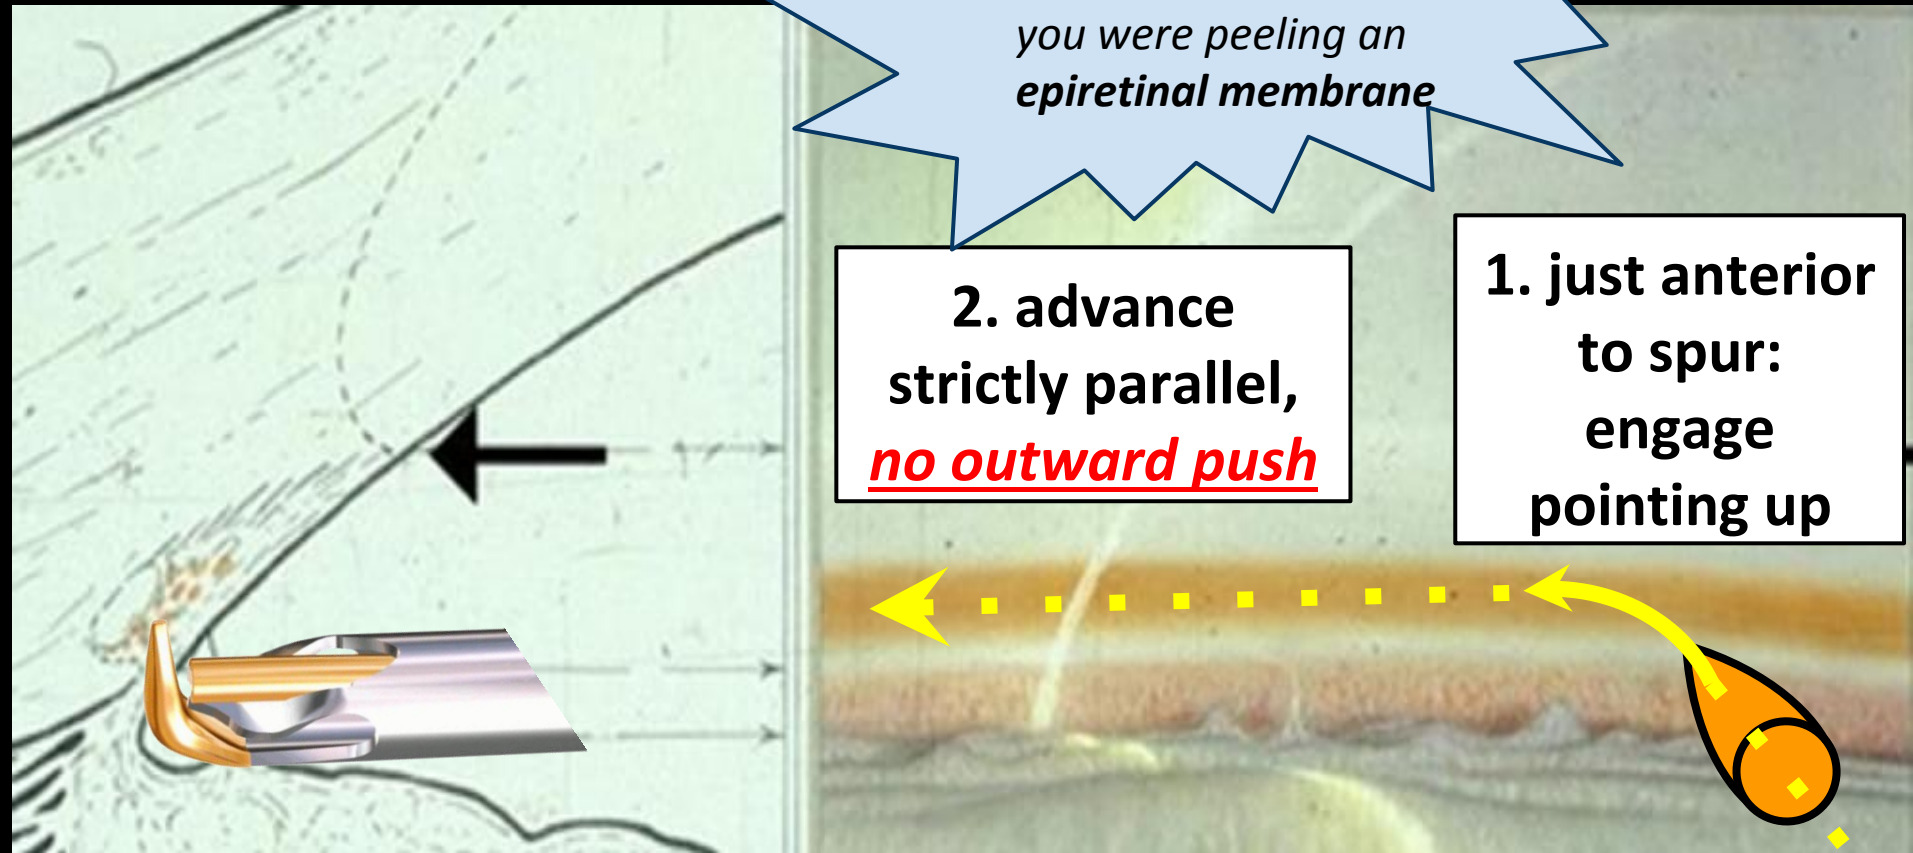 you were peeling an
epiretinal membrane
2. advance
strictly parallel,
no outward push
1. just anterior
to spur:
engage
pointing up